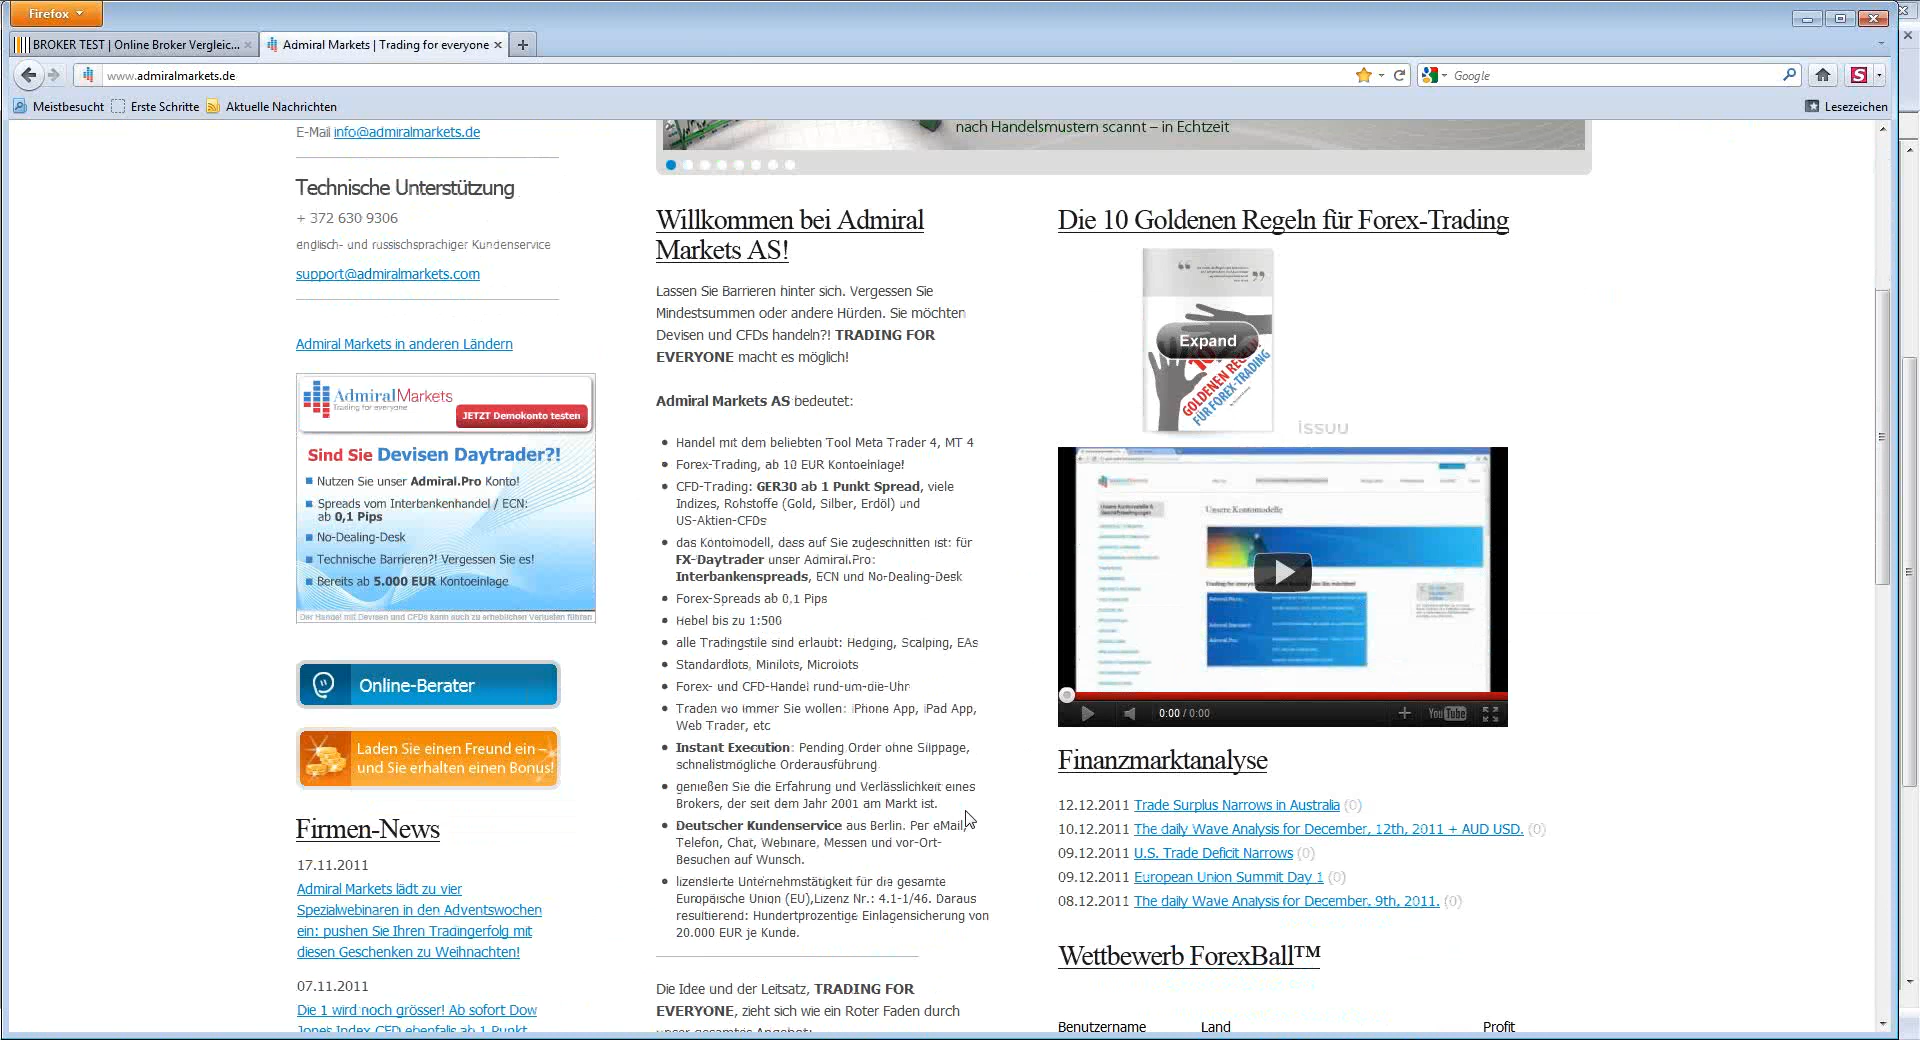 Firefox
BROKER TEST | Online Broker Vergleic...
Admiral Markets | Trading for everyone
www.admiralmarkets.de
Google
Meistbesucht
Erste Schritte
Aktuelle Nachrichten
Lesezeichen
E-Mail info@admiralmarkets.de
Technische Unterstützung
+ 372 630 9306
englisch- und russischsprachiger Kundenservice
support@admiralmarkets.com
Admiral Markets in anderen Ländern
AdmiralMarkets
Trading for everyone
JETZT Demokonto testen
Sind Sie Devisen Daytrader?!
Nutzen Sie unser Admiral.Pro Konto!
Spreads vom Interbankenhandel / ECN:
ab 0,1 Pips
No-Dealing-Desk
Technische Barrieren?! Vergessen Sie es!
Bereits ab 5.000 EUR Kontoeinlage
Der Handel mit Devisen und CFDs kann auch zu erheblichen Verlusten führen
Online-Berater
Laden Sie einen Freund ein –
und Sie erhalten einen Bonus!
Firmen-News
17.11.2011
Admiral Markets lädt zu vier
Spezialwebinaren in den Adventswochen
ein: pushen Sie Ihren Tradingerfolg mit
diesen Geschenken zu Weihnachten!
07.11.2011
Die 1 wird noch grösser! Ab sofort Dow
Jones Index CFD ebenfalls ab 1 Punkt
nach Handelsmustern scannt – in Echtzeit
Willkommen bei Admiral
Markets AS!
Lassen Sie Barrieren hinter sich. Vergessen Sie
Mindestsummen oder andere Hürden. Sie möchten
Devisen und CFDs handeln?! TRADING FOR
EVERYONE macht es möglich!
Admiral Markets AS bedeutet:
Handel mit dem beliebten Tool Meta Trader 4, MT 4
Forex-Trading, ab 10 EUR Kontoeinlage!
CFD-Trading: GER30 ab 1 Punkt Spread, viele
Indizes, Rohstoffe (Gold, Silber, Erdöl) und
US-Aktien-CFDs
das Kontomodell, dass auf Sie zugeschnitten ist: für
FX-Daytrader unser Admiral.Pro:
Interbankenspreads, ECN und No-Dealing-Desk
Forex-Spreads ab 0,1 Pips
Hebel bis zu 1:500
alle Tradingstile sind erlaubt: Hedging, Scalping, EAs
Standardlots, Minilots, Microlots
Forex- und CFD-Handel rund-um-die-Uhr
Traden wo immer Sie wollen: iPhone App, iPad App,
Web Trader, etc
Instant Execution: Pending Order ohne Slippage,
schnellstmögliche Orderausführung
genießen Sie die Erfahrung und Verlässlichkeit eines
Brokers, der seit dem Jahr 2001 am Markt ist.
Deutscher Kundenservice aus Berlin. Per eMail,
Telefon, Chat, Webinare, Messen und vor-Ort-
Besuchen auf Wunsch.
lizensierte Unternehmstätigkeit für die gesamte
Europäische Union (EU),Lizenz Nr.: 4.1-1/46. Daraus
resultierend: Hundertprozentige Einlagensicherung von
20.000 EUR je Kunde.
Die Idee und der Leitsatz, TRADING FOR
EVERYONE, zieht sich wie ein Roter Faden durch
unser gesamtes Angebot:
Die 10 Goldenen Regeln für Forex-Trading
Expand
GOLDENEN REGELN
FÜR FOREX-TRADING
issuu
Unsere Kontomodelle
0:00 / 0:00
YouTube
Finanzmarktanalyse
12.12.2011 Trade Surplus Narrows in Australia (0)
10.12.2011 The daily Wave Analysis for December, 12th, 2011 + AUD USD. (0)
09.12.2011 U.S. Trade Deficit Narrows (0)
09.12.2011 European Union Summit Day 1 (0)
08.12.2011 The daily Wave Analysis for December, 9th, 2011. (0)
Wettbewerb ForexBall™
Benutzername Land Profit